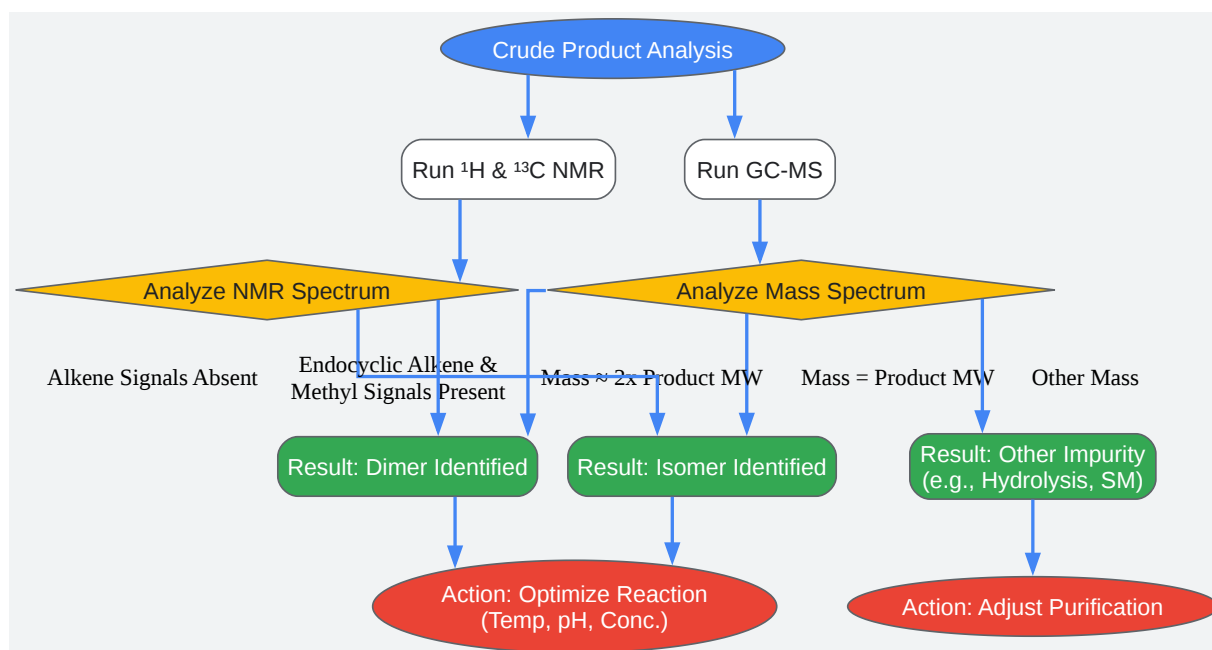 Crude Product Analysis
Run ¹H & ¹³C NMR
Run GC-MS
Analyze NMR Spectrum
Analyze Mass Spectrum
Alkene Signals Absent
Endocyclic Alkene &
Methyl Signals Present
Mass ≈ 2x Product MW
Mass = Product MW
Other Mass
Result: Dimer Identified
Result: Isomer Identified
Result: Other Impurity
(e.g., Hydrolysis, SM)
Action: Optimize Reaction
(Temp, pH, Conc.)
Action: Adjust Purification